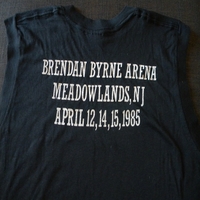 BRENDAN BYRNE ARENA
MEADOWLANDS, NJ
APRIL 12, 14, 15, 1985